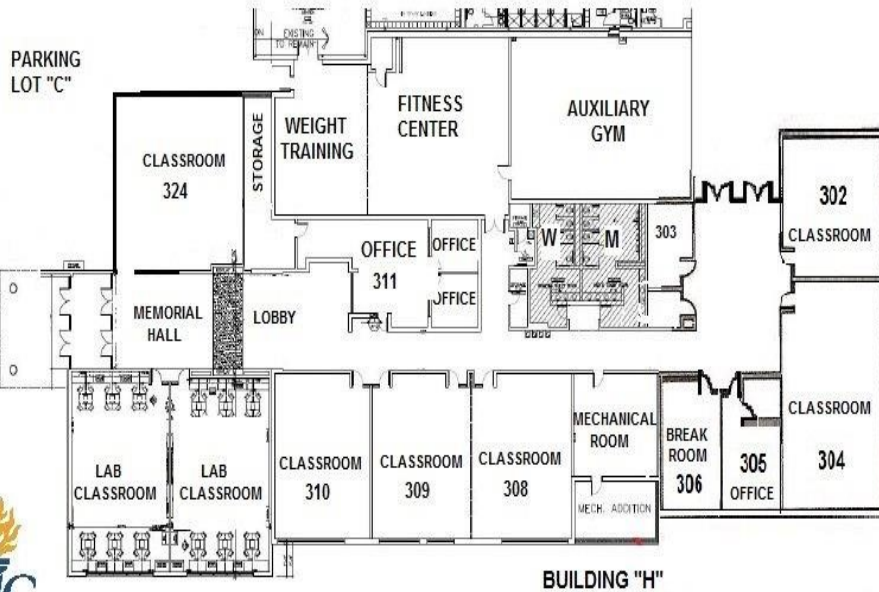 EXISTING
TO REMAIN
PARKING
LOT "C"
WEIGHT
TRAINING
FITNESS
CENTER
AUXILIARY
GYM
STORAGE
CLASSROOM
324
302
CLASSROOM
303
W
M
OFFICE
311
OFFICE
OFFICE
MEMORIAL
HALL
LOBBY
LAB
CLASSROOM
LAB
CLASSROOM
CLASSROOM
310
CLASSROOM
309
CLASSROOM
308
MECHANICAL
ROOM
MECH. ADDITION
BREAK
ROOM
306
305
OFFICE
CLASSROOM
304
BUILDING "H"